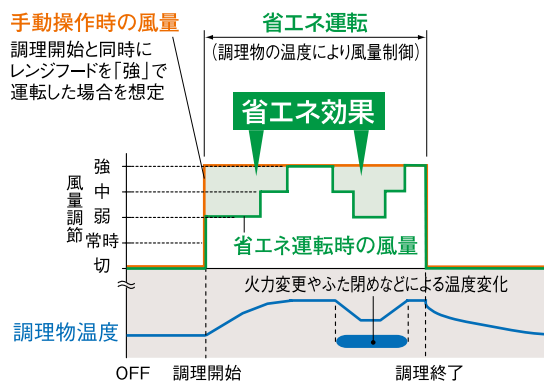 手動操作時の風量
調理開始と同時に
レンジフードを「強」で
運転した場合を想定
省エネ運転
(調理物の温度により風量制御)
省エネ効果
風量調節
強
中
弱
常時
切
省エネ運転時の風量
火力変更やふた閉めなどによる温度変化
調理物温度
OFF
調理開始
調理終了